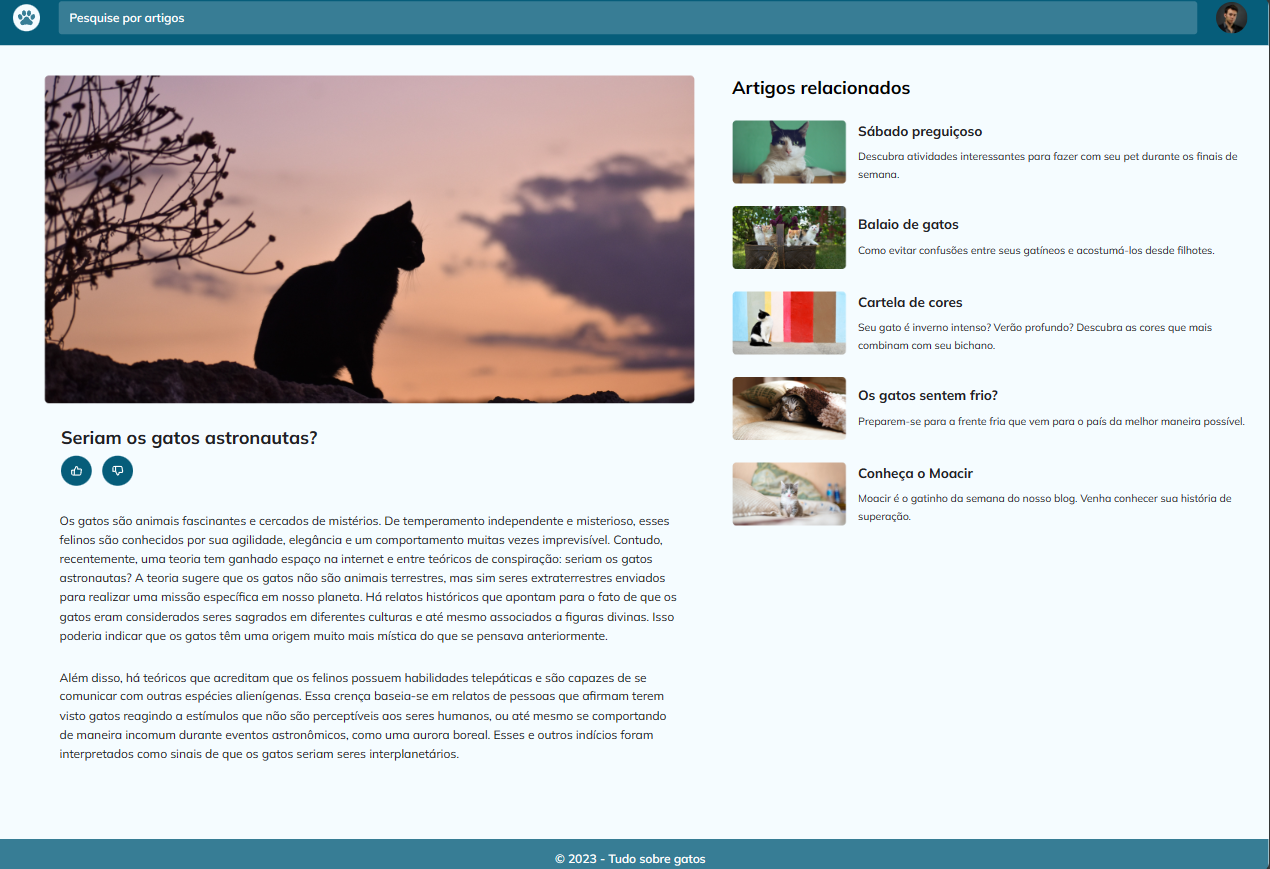 Pesquise por artigos
Seriam os gatos astronautas?
Os gatos são animais fascinantes e cercados de mistérios. De temperamento independente e misterioso, esses
felinos são conhecidos por sua agilidade, elegância e um comportamento muitas vezes imprevisível. Contudo,
recentemente, uma teoria tem ganhado espaço na internet e entre teóricos de conspiração: seriam os gatos
astronautas? A teoria sugere que os gatos não são animais terrestres, mas sim seres extraterrestres enviados
para realizar uma missão específica em nosso planeta. Há relatos históricos que apontam para o fato de que os
gatos eram considerados seres sagrados em diferentes culturas e até mesmo associados a figuras divinas. Isso
poderia indicar que os gatos têm uma origem muito mais mística do que se pensava anteriormente.
Além disso, há teóricos que acreditam que os felinos possuem habilidades telepáticas e são capazes de se
comunicar com outras espécies alienígenas. Essa crença baseia-se em relatos de pessoas que afirmam terem
visto gatos reagindo a estímulos que não são perceptíveis aos seres humanos, ou até mesmo se comportando
de maneira incomum durante eventos astronômicos, como uma aurora boreal. Esses e outros indícios foram
interpretados como sinais de que os gatos seriam seres interplanetários.
Artigos relacionados
Sábado preguiçoso
Descubra atividades interessantes para fazer com seu pet durante os finais de
semana.
Balaio de gatos
Como evitar confusões entre seus gatíneos e acostumá-los desde filhotes.
Cartela de cores
Seu gato é inverno intenso? Verão profundo? Descubra as cores que mais
combinam com seu bichano.
Os gatos sentem frio?
Preparem-se para a frente fria que vem para o país da melhor maneira possível.
Conheça o Moacir
Moacir é o gatinho da semana do nosso blog. Venha conhecer sua história de
superação.
© 2023 - Tudo sobre gatos